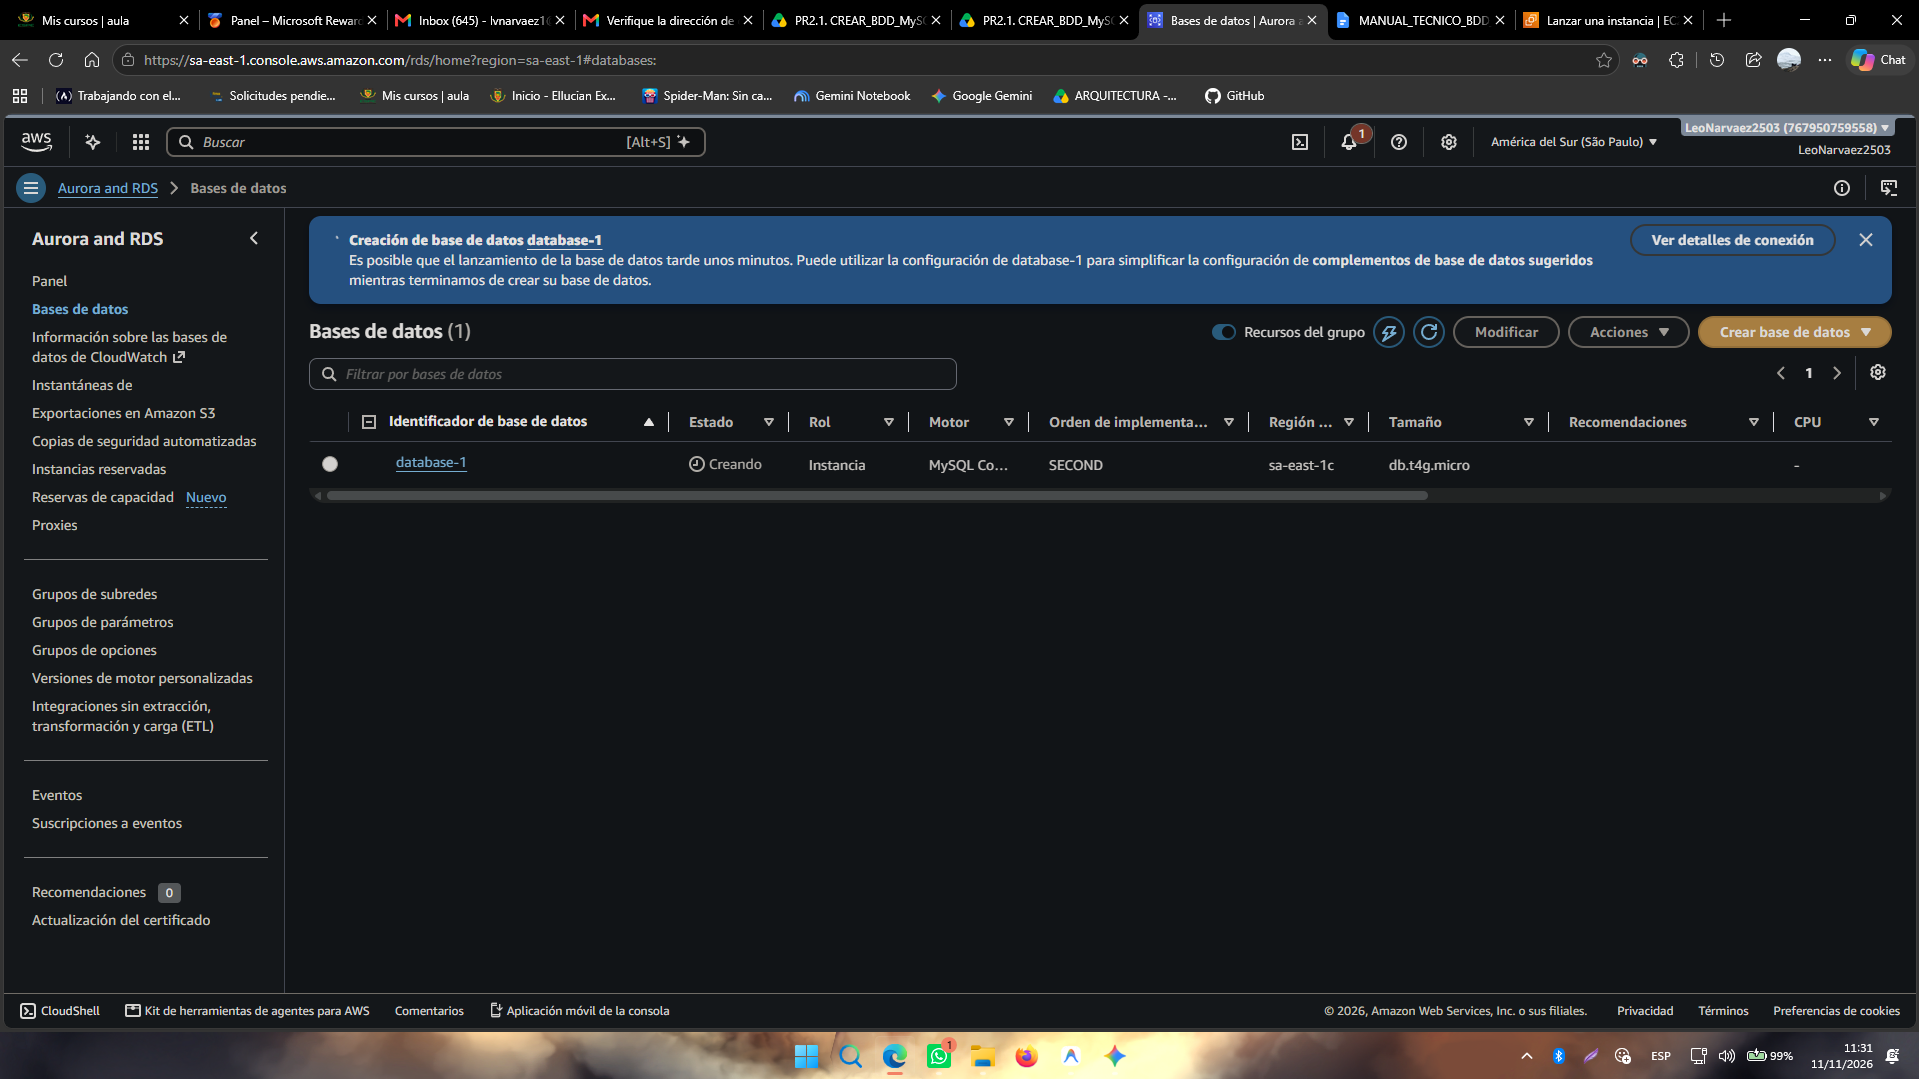 Mis cursos | aula
Panel – Microsoft Rewar
Inbox (645) - lvnarvaez1
Verifique la dirección de
PR2.1. CREAR_BDD_MyS
PR2.1. CREAR_BDD_MyS
Bases de datos | Aurora a
MANUAL_TECNICO_BDD
Lanzar una instancia | EC
https://sa-east-1.console.aws.amazon.com/rds/home?region=sa-east-1#databases:
Chat
Trabajando con el...
Solicitudes pendie...
Mis cursos | aula
Inicio - Ellucian Ex...
Spider-Man: Sin ca...
Gemini Notebook
Google Gemini
ARQUITECTURA -...
GitHub
aws
Buscar
[Alt+S]
1
América del Sur (São Paulo)
LeoNarvaez2503 (767950759558)
LeoNarvaez2503
Aurora and RDS
Bases de datos
Aurora and RDS
Panel
Bases de datos
Información sobre las bases de
datos de CloudWatch
Instantáneas de
Exportaciones en Amazon S3
Copias de seguridad automatizadas
Instancias reservadas
Reservas de capacidad Nuevo
Proxies
Grupos de subredes
Grupos de parámetros
Grupos de opciones
Versiones de motor personalizadas
Integraciones sin extracción,
transformación y carga (ETL)
Eventos
Suscripciones a eventos
Recomendaciones 0
Actualización del certificado
Creación de base de datos database-1
Es posible que el lanzamiento de la base de datos tarde unos minutos. Puede utilizar la configuración de database-1 para simplificar la configuración de complementos de base de datos sugeridos
mientras terminamos de crear su base de datos.
Ver detalles de conexión
Bases de datos (1)
Recursos del grupo
Modificar
Acciones
Crear base de datos
Filtrar por bases de datos
1
Identificador de base de datos
Estado
Rol
Motor
Orden de implementa...
Región ...
Tamaño
Recomendaciones
CPU
database-1
Creando
Instancia
MySQL Co...
SECOND
sa-east-1c
db.t4g.micro
-
CloudShell
Kit de herramientas de agentes para AWS
Comentarios
Aplicación móvil de la consola
© 2026, Amazon Web Services, Inc. o sus filiales.
Privacidad
Términos
Preferencias de cookies
1
ESP
99%
11:31
11/11/2026